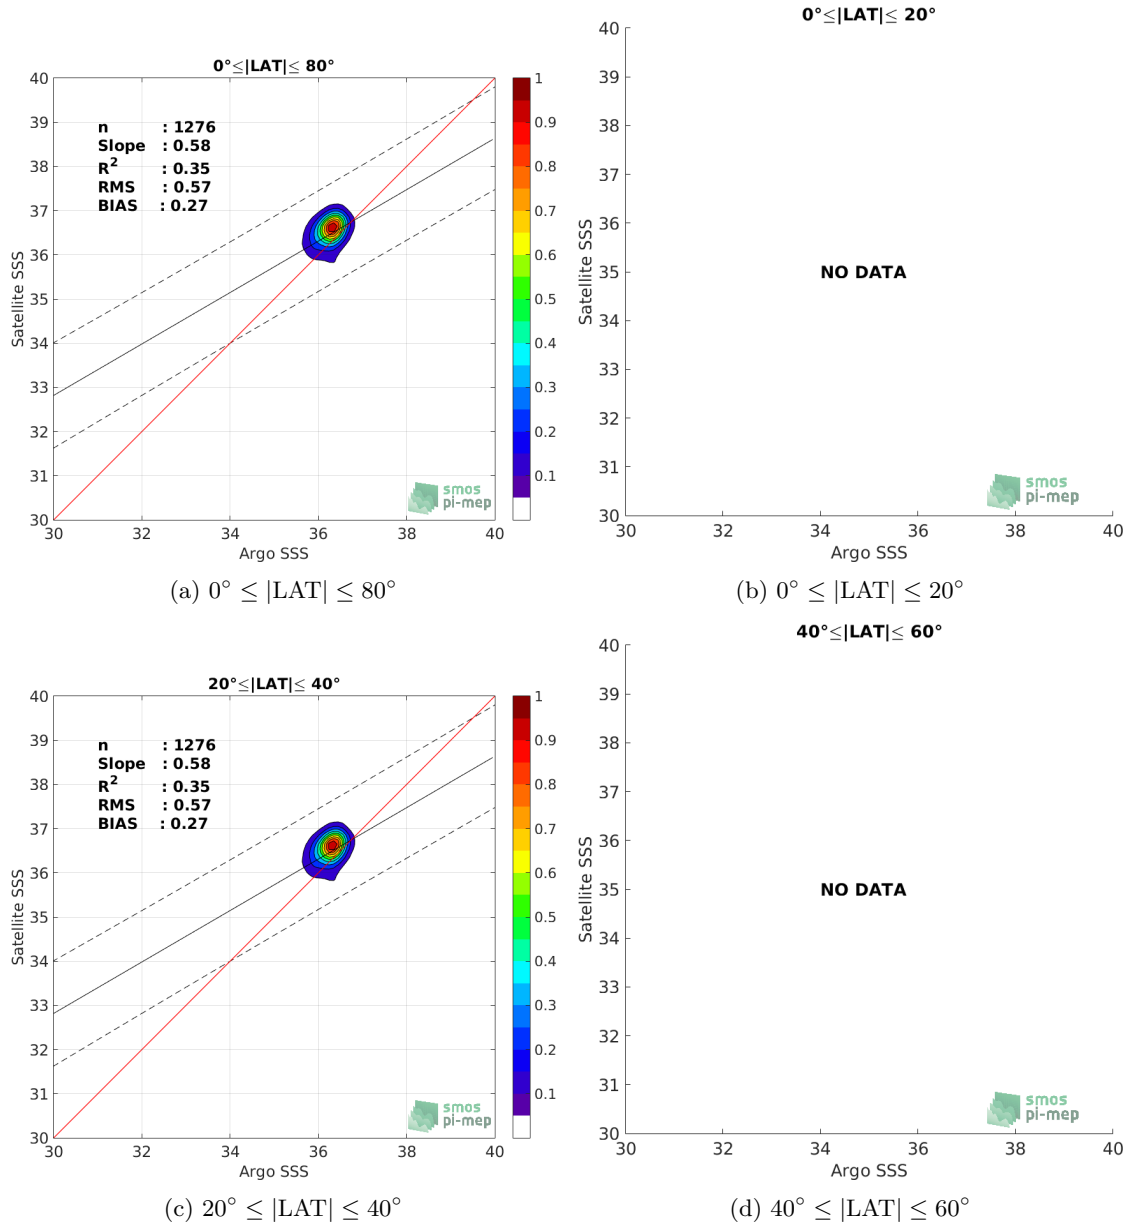 0°≤|LAT|≤ 80°
n : 1276
Slope : 0.58
R² : 0.35
RMS : 0.57
BIAS : 0.27
40
39
38
37
36
35
34
33
32
31
30
30 32 34 36 38 40
Satellite SSS
Argo SSS
1
0.9
0.8
0.7
0.6
0.5
0.4
0.3
0.2
0.1
smos
pi-mep
(a) 0° ≤ |LAT| ≤ 80°
0°≤|LAT|≤ 20°
40
39
38
37
36
35
34
33
32
31
30
30 32 34 36 38 40
Satellite SSS
Argo SSS
NO DATA
smos
pi-mep
(b) 0° ≤ |LAT| ≤ 20°
20°≤|LAT|≤ 40°
n : 1276
Slope : 0.58
R² : 0.35
RMS : 0.57
BIAS : 0.27
40
39
38
37
36
35
34
33
32
31
30
30 32 34 36 38 40
Satellite SSS
Argo SSS
1
0.9
0.8
0.7
0.6
0.5
0.4
0.3
0.2
0.1
smos
pi-mep
(c) 20° ≤ |LAT| ≤ 40°
40°≤|LAT|≤ 60°
40
39
38
37
36
35
34
33
32
31
30
30 32 34 36 38 40
Satellite SSS
Argo SSS
NO DATA
smos
pi-mep
(d) 40° ≤ |LAT| ≤ 60°